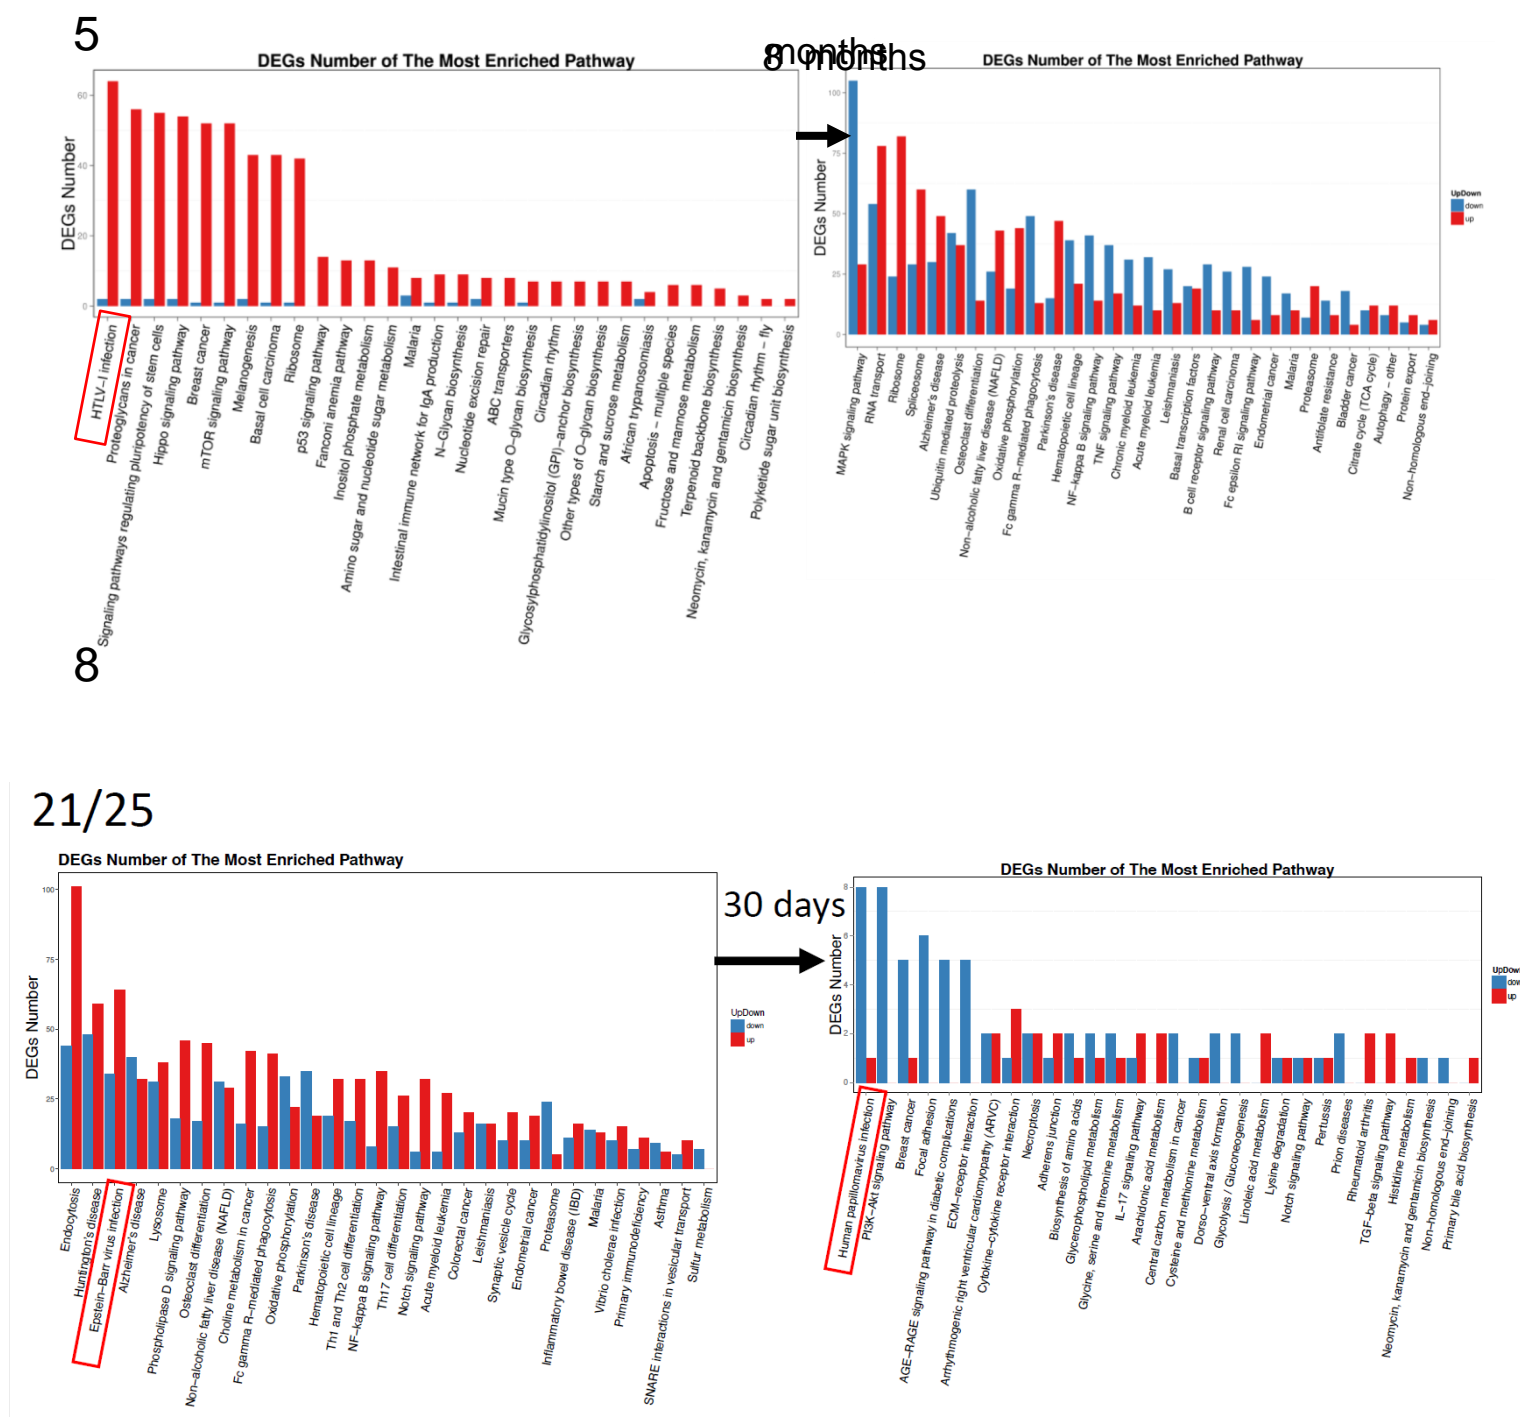 5
months
8 months
DEGs Number of The Most Enriched Pathway
DEGs Number
60
40
20
0
HTLV−I infection
Proteoglycans in cancer
Signaling pathways regulating pluripotency of stem cells
Hippo signaling pathway
Breast cancer
mTOR signaling pathway
Melanogenesis
Basal cell carcinoma
Ribosome
p53 signaling pathway
Fanconi anemia pathway
Inositol phosphate metabolism
Amino sugar and nucleotide sugar metabolism
Malaria
Intestinal immune network for IgA production
N−Glycan biosynthesis
Nucleotide excision repair
ABC transporters
Mucin type O−glycan biosynthesis
Circadian rhythm
Glycosylphosphatidylinositol (GPI)−anchor biosynthesis
Other types of O−glycan biosynthesis
Starch and sucrose metabolism
African trypanosomiasis
Apoptosis − multiple species
Fructose and mannose metabolism
Terpenoid backbone biosynthesis
Neomycin, kanamycin and gentamicin biosynthesis
Circadian rhythm − fly
Polyketide sugar unit biosynthesis
DEGs Number of The Most Enriched Pathway
DEGs Number
100
75
50
25
0
MAPK signaling pathway
RNA transport
Ribosome
Spliceosome
Alzheimer's disease
Ubiquitin mediated proteolysis
Osteoclast differentiation
Non−alcoholic fatty liver disease (NAFLD)
Oxidative phosphorylation
Fc gamma R−mediated phagocytosis
Parkinson's disease
Hematopoietic cell lineage
NF−kappa B signaling pathway
TNF signaling pathway
Chronic myeloid leukemia
Acute myeloid leukemia
Leishmaniasis
Basal transcription factors
B cell receptor signaling pathway
Renal cell carcinoma
Fc epsilon RI signaling pathway
Endometrial cancer
Malaria
Proteasome
Antifolate resistance
Bladder cancer
Citrate cycle (TCA cycle)
Autophagy − other
Protein export
Non−homologous end−joining
UpDown
down
up
8
21/25
DEGs Number of The Most Enriched Pathway
DEGs Number
100
75
50
25
0
Endocytosis
Huntington's disease
Epstein−Barr virus infection
Alzheimer's disease
Lysosome
Phospholipase D signaling pathway
Osteoclast differentiation
Non−alcoholic fatty liver disease (NAFLD)
Choline metabolism in cancer
Fc gamma R−mediated phagocytosis
Oxidative phosphorylation
Parkinson's disease
Hematopoietic cell lineage
Th1 and Th2 cell differentiation
NF−kappa B signaling pathway
Th17 cell differentiation
Notch signaling pathway
Acute myeloid leukemia
Colorectal cancer
Leishmaniasis
Synaptic vesicle cycle
Endometrial cancer
Proteasome
Inflammatory bowel disease (IBD)
Malaria
Vibrio cholerae infection
Primary immunodeficiency
Asthma
SNARE interactions in vesicular transport
Sulfur metabolism
UpDown
down
up
30 days
DEGs Number of The Most Enriched Pathway
DEGs Number
8
6
4
2
0
Human papillomavirus infection
PI3K−Akt signaling pathway
Breast cancer
Focal adhesion
AGE−RAGE signaling pathway in diabetic complications
ECM−receptor interaction
Arrhythmogenic right ventricular cardiomyopathy (ARVC)
Cytokine−cytokine receptor interaction
Necroptosis
Adherens junction
Biosynthesis of amino acids
Glycerophospholipid metabolism
Glycine, serine and threonine metabolism
IL−17 signaling pathway
Arachidonic acid metabolism
Central carbon metabolism in cancer
Cysteine and methionine metabolism
Dorso−ventral axis formation
Glycolysis / Gluconeogenesis
Linoleic acid metabolism
Lysine degradation
Notch signaling pathway
Pertussis
Prion diseases
Rheumatoid arthritis
TGF−beta signaling pathway
Histidine metabolism
Neomycin, kanamycin and gentamicin biosynthesis
Non−homologous end−joining
Primary bile acid biosynthesis
UpDown
dow
up